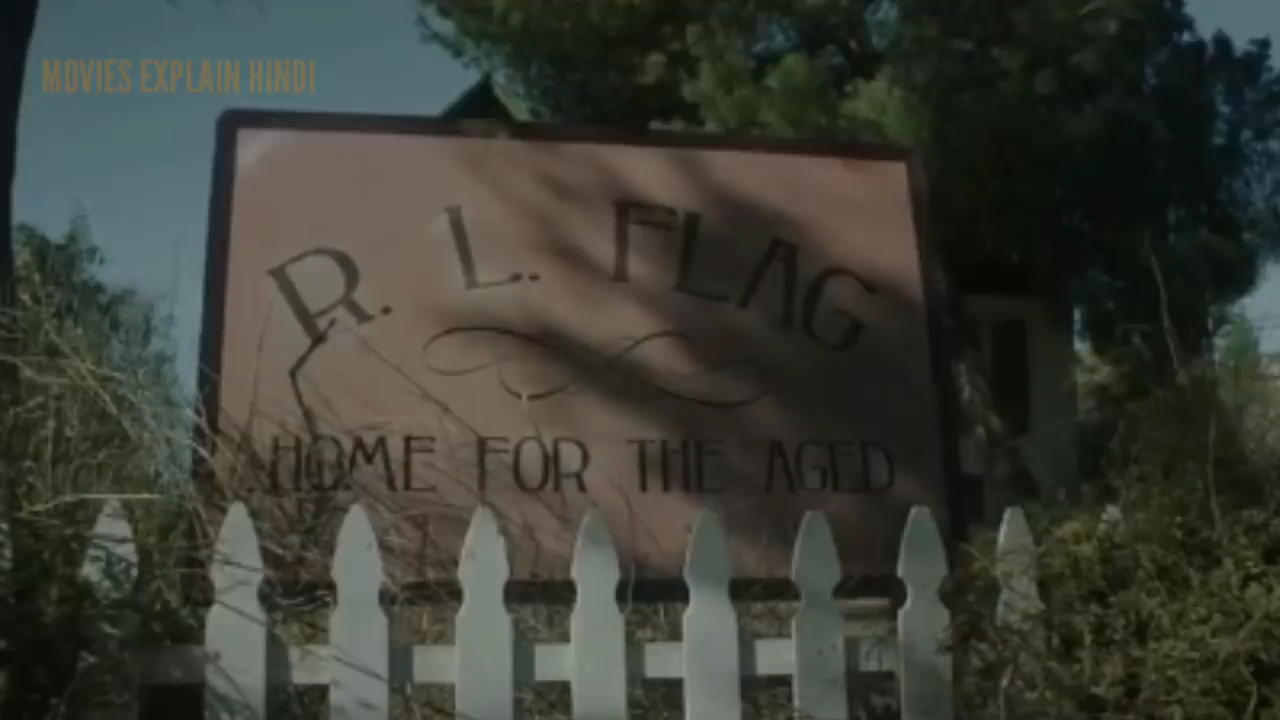 MOVIES EXPLAIN HINDI
R. L. FLAG
HOME FOR THE AGED